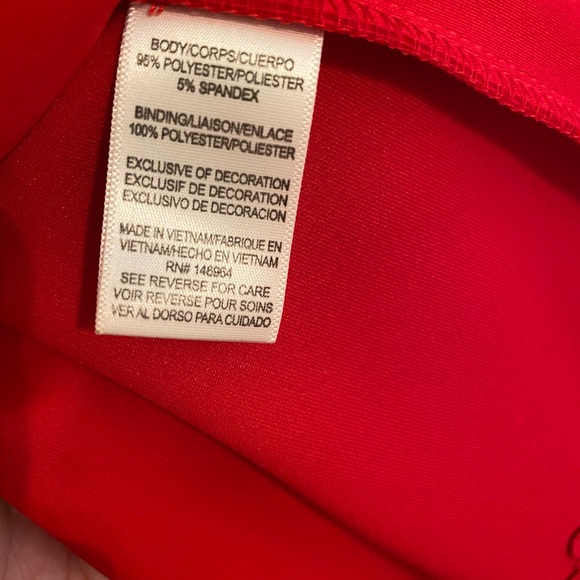 BODY/CORPS/CUERPO
95% POLYESTER/POLIESTER
5% SPANDEX
BINDING/LIAISON/ENLACE
100% POLYESTER/POLIESTER
EXCLUSIVE OF DECORATION
EXCLUSIF DE DECORATION
EXCLUSIVO DE DECORACION
MADE IN VIETNAM/FABRIQUE EN
VIETNAM/HECHO EN VIETNAM
RN# 146964
SEE REVERSE FOR CARE
VOIR REVERSE POUR SOINS
VER AL DORSO PARA CUIDADO